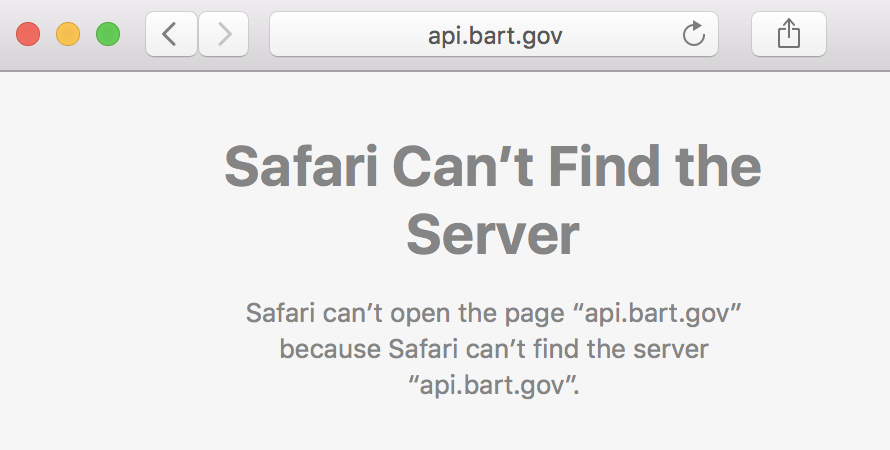 api.bart.gov
Safari Can’t Find the
Server
Safari can’t open the page “api.bart.gov”
because Safari can’t find the server
“api.bart.gov”.